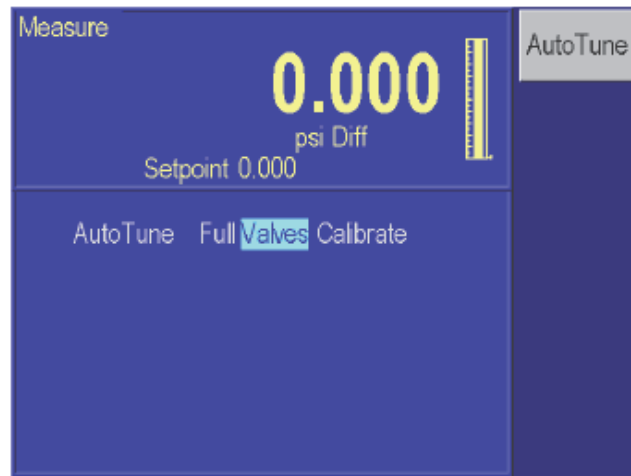 Measure
AutoTune
0.000
psi Diff
Setpoint 0.000
AutoTune Full Valves Calibrate